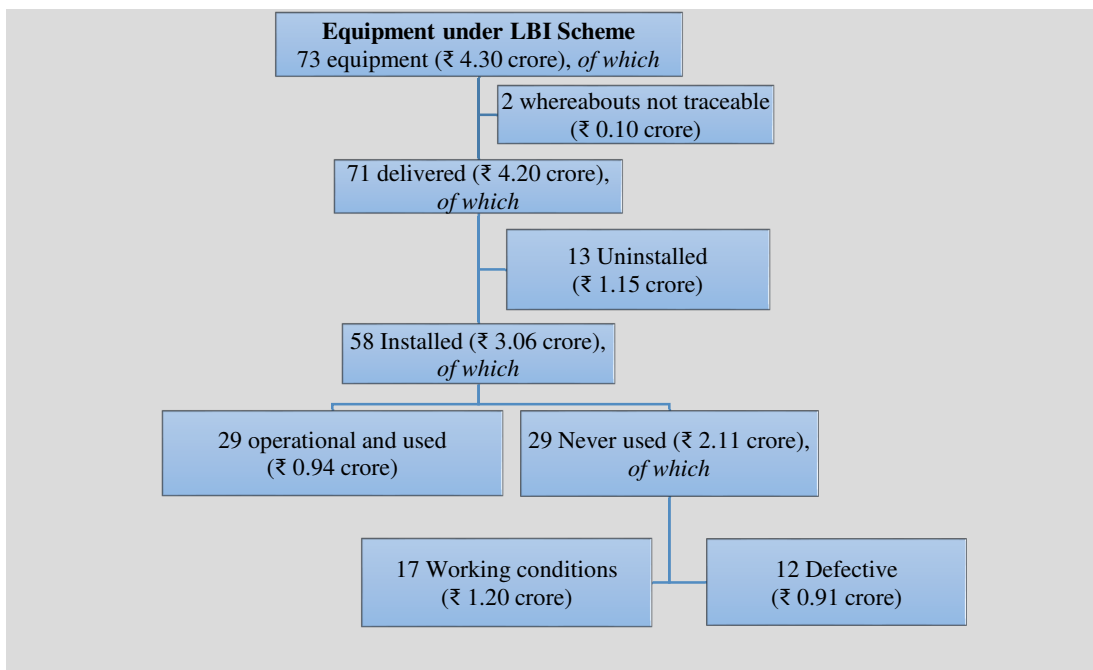 Equipment under LBI Scheme
73 equipment (₹ 4.30 crore), of which
2 whereabouts not traceable
(₹ 0.10 crore)
71 delivered (₹ 4.20 crore),
of which
13 Uninstalled
(₹ 1.15 crore)
58 Installed (₹ 3.06 crore),
of which
29 operational and used
(₹ 0.94 crore)
29 Never used (₹ 2.11 crore),
of which
17 Working conditions
(₹ 1.20 crore)
12 Defective
(₹ 0.91 crore)